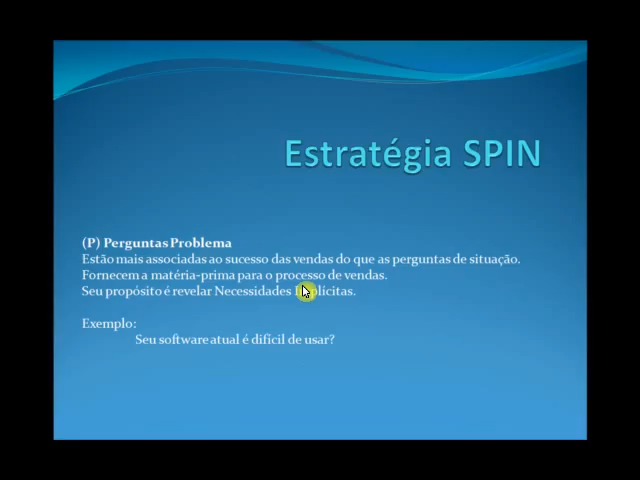 Estratégia SPIN
(P) Perguntas Problema
Estão mais associadas ao sucesso das vendas do que as perguntas de situação.
Fornecem a matéria-prima para o processo de vendas.
Seu propósito é revelar Necessidades Implícitas.
Exemplo:
Seu software atual é difícil de usar?